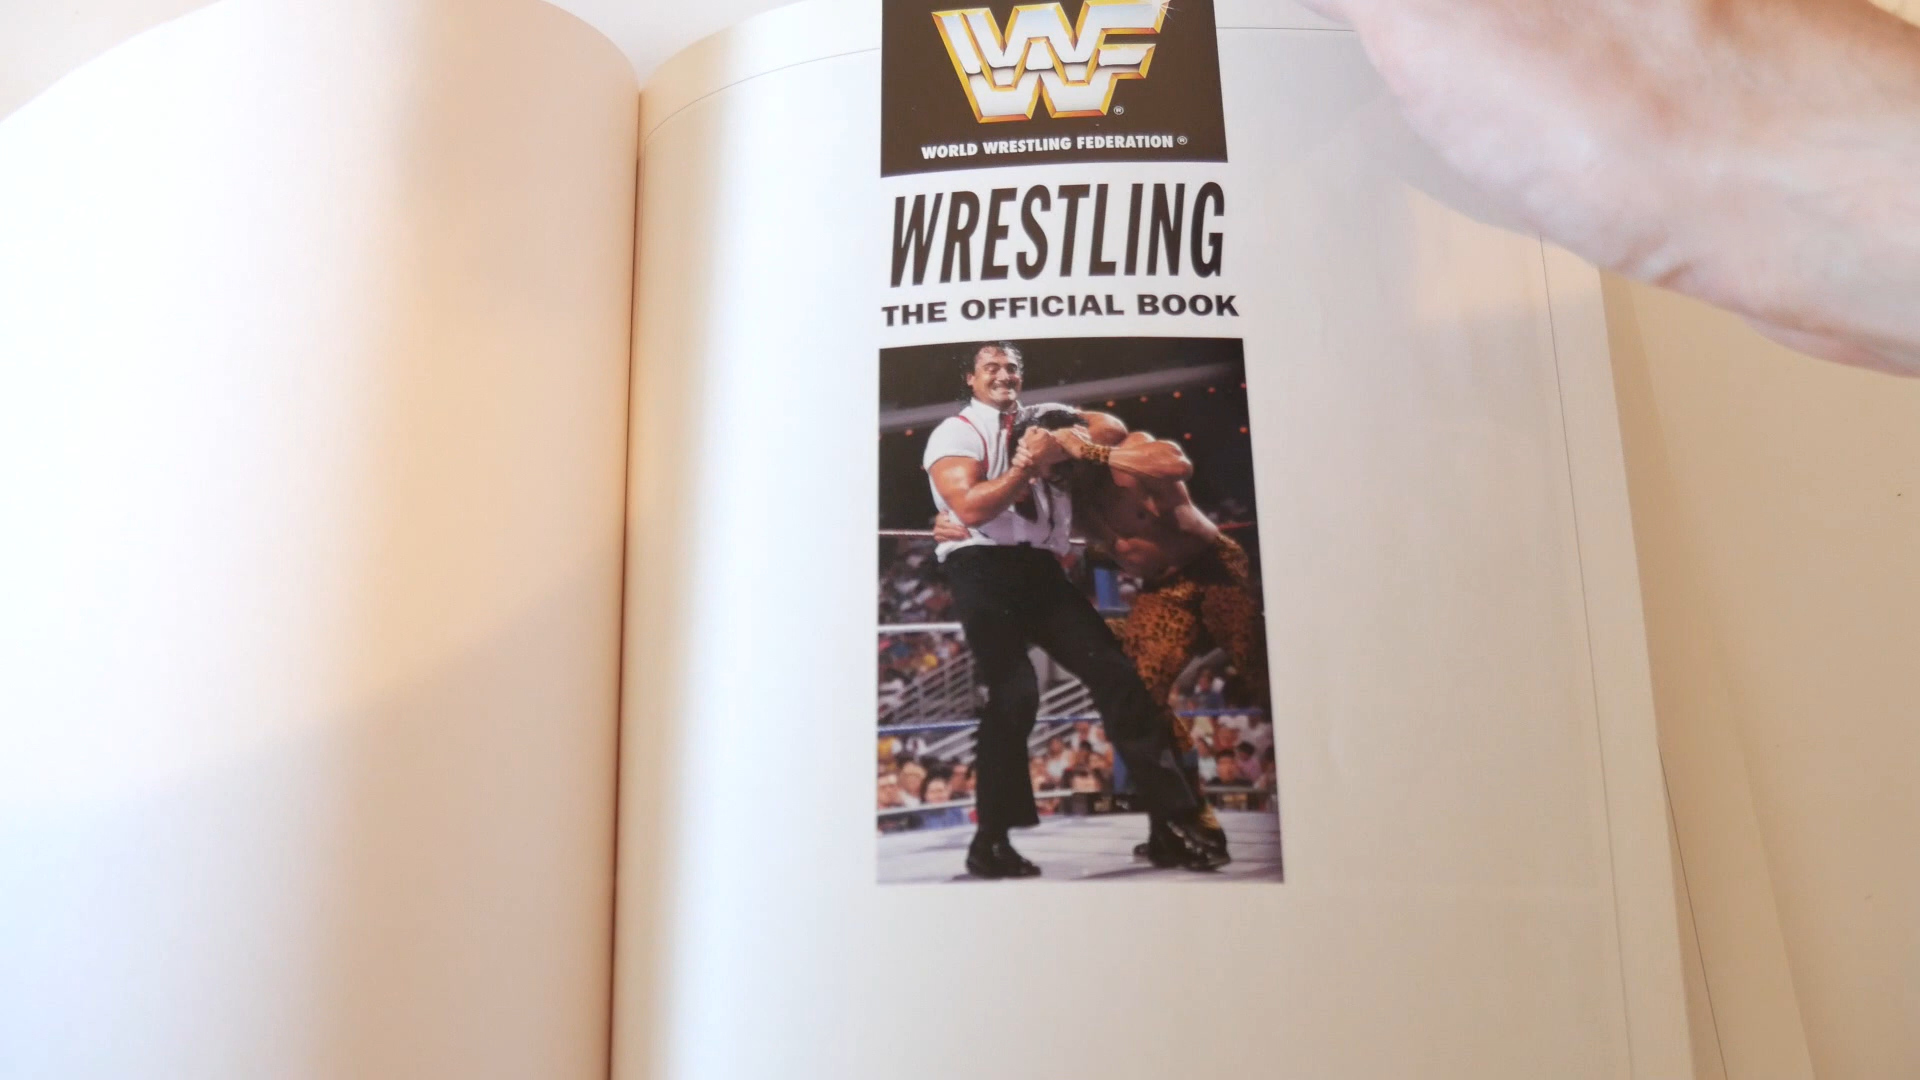 WF
®
WORLD WRESTLING FEDERATION®
WRESTLING
THE OFFICIAL BOOK